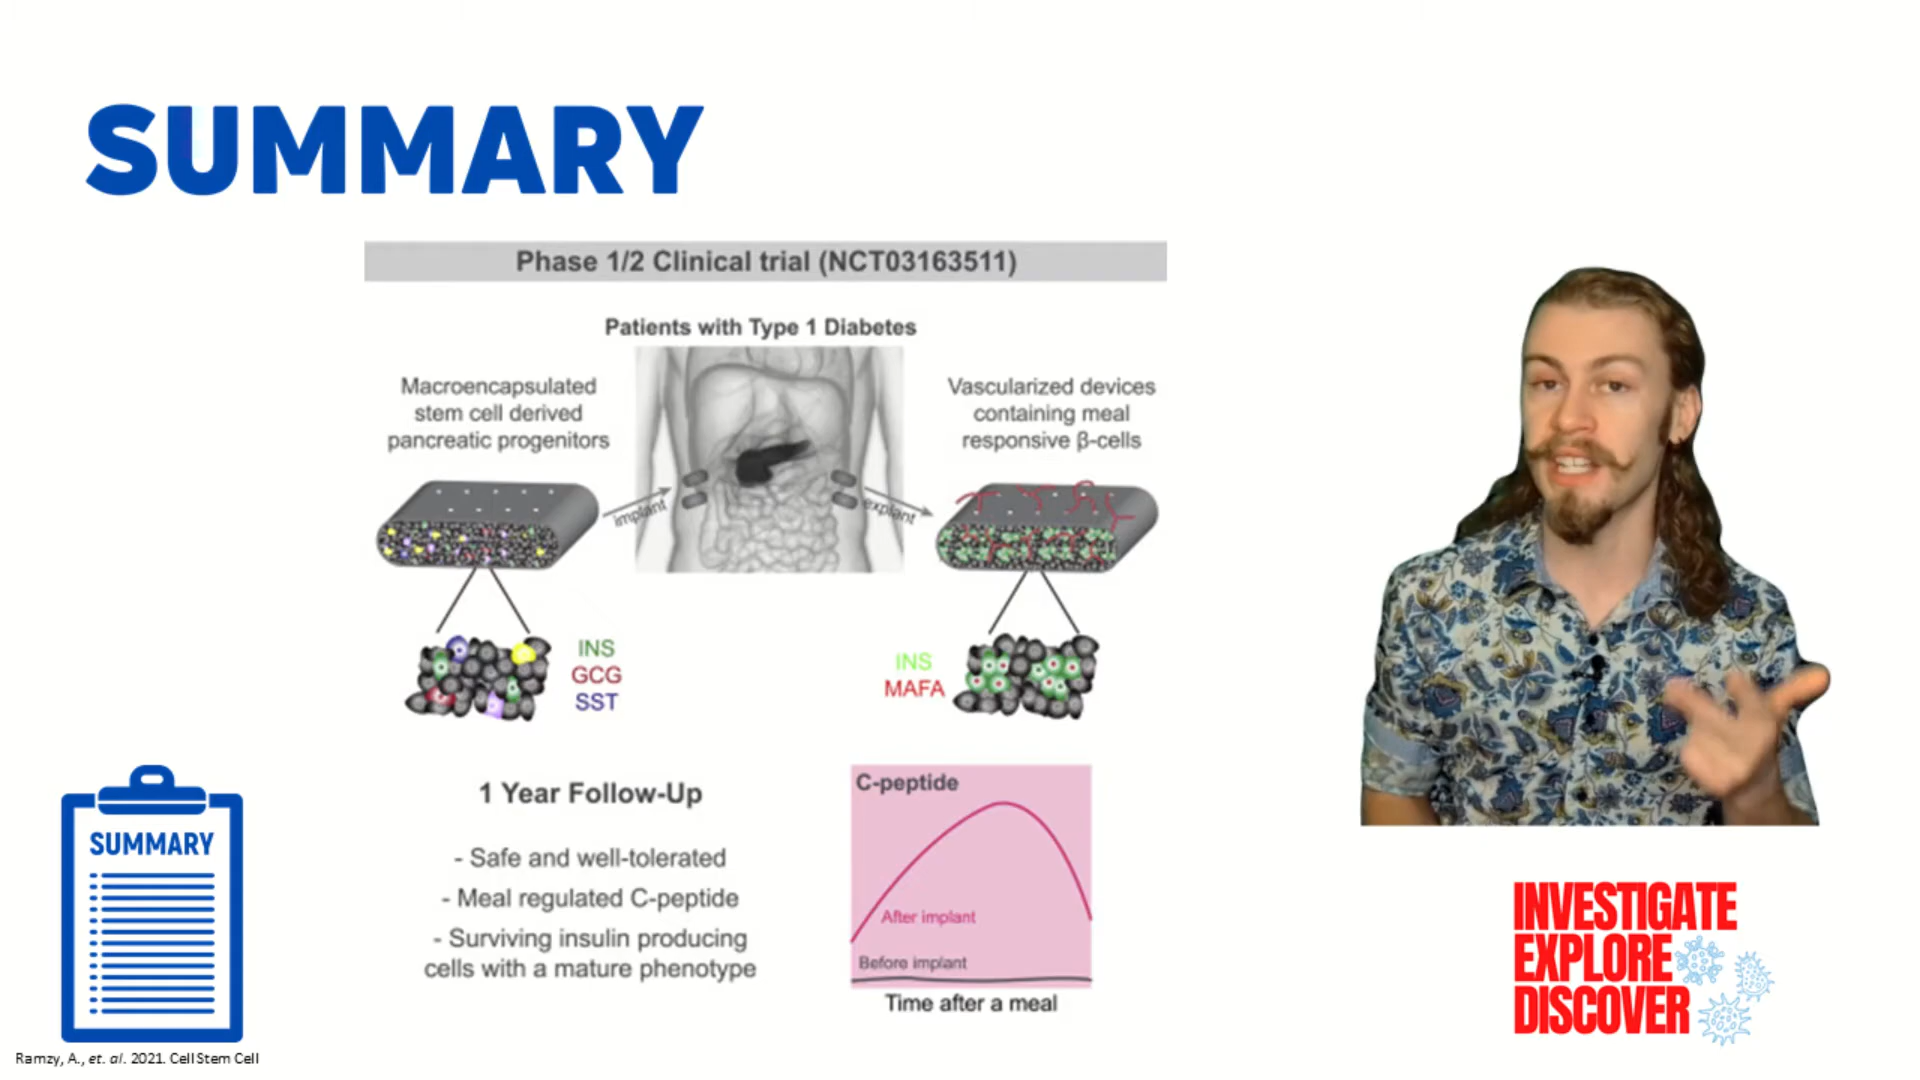 SUMMARY
Phase 1/2 Clinical trial (NCT03163511)
Patients with Type 1 Diabetes
Macroencapsulated
stem cell derived
pancreatic progenitors
implant
explant
Vascularized devices
containing meal
responsive β-cells
INS
GCG
SST
INS
MAFA
1 Year Follow-Up
- Safe and well-tolerated
- Meal regulated C-peptide
- Surviving insulin producing
cells with a mature phenotype
C-peptide
After implant
Before implant
Time after a meal
SUMMARY
Ramzy, A., et. al. 2021. Cell Stem Cell
INVESTIGATE
EXPLORE
DISCOVER